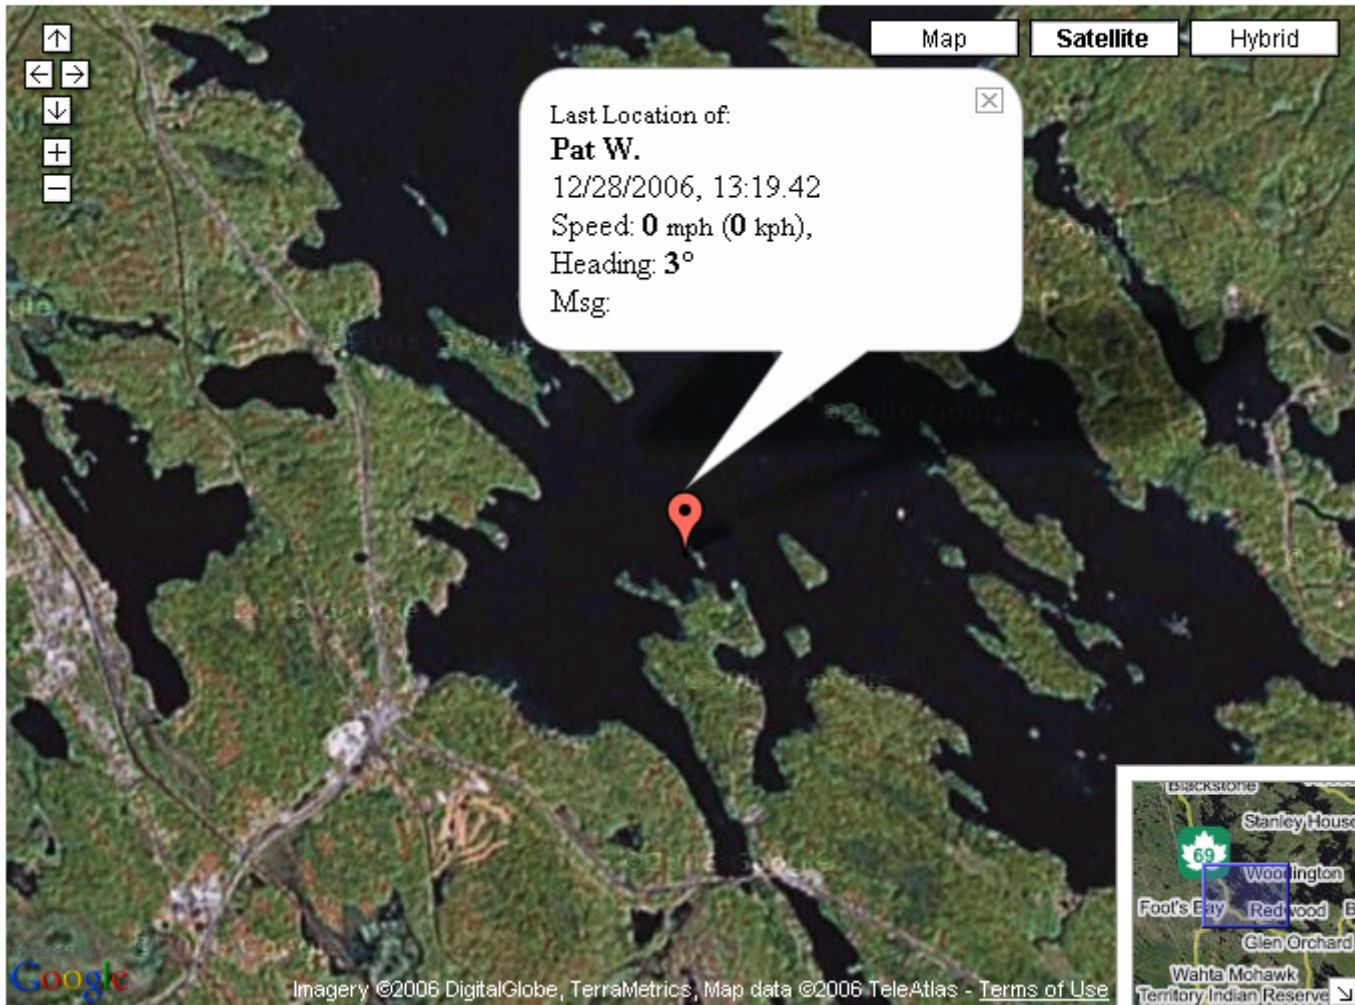 Map
Satellite
Hybrid
Last Location of:
Pat W.
12/28/2006, 13:19.42
Speed: 0 mph (0 kph),
Heading: 3°
Msg:
Blackstone
Stanley House
69
Woodington
Foot's Bay
Redwood
B
Glen Orchard
Wahta Mohawk
Territory Indian Reserve
Google
Imagery ©2006 DigitalGlobe, TerraMetrics, Map data ©2006 TeleAtlas - Terms of Use